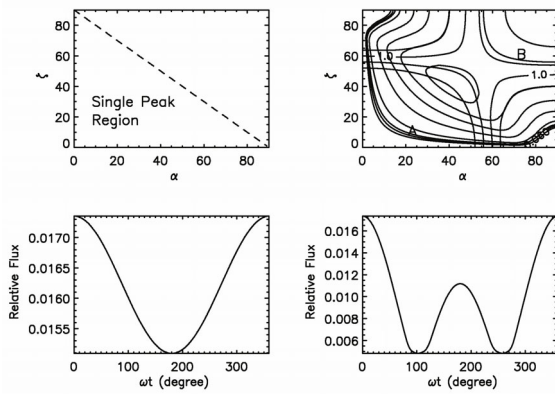 80
60
40
20
0
ξ
Single Peak
Region
0 20 40 60 80
α
80
60
40
20
0
ξ
1.0
B
1.0
A
0 20 40 60 80
α
0.0170
0.0165
0.0160
0.0155
Relative Flux
0 100 200 300
ωt (degree)
0.016
0.014
0.012
0.010
0.008
0.006
Relative Flux
0 100 200 300
ωt (degree)